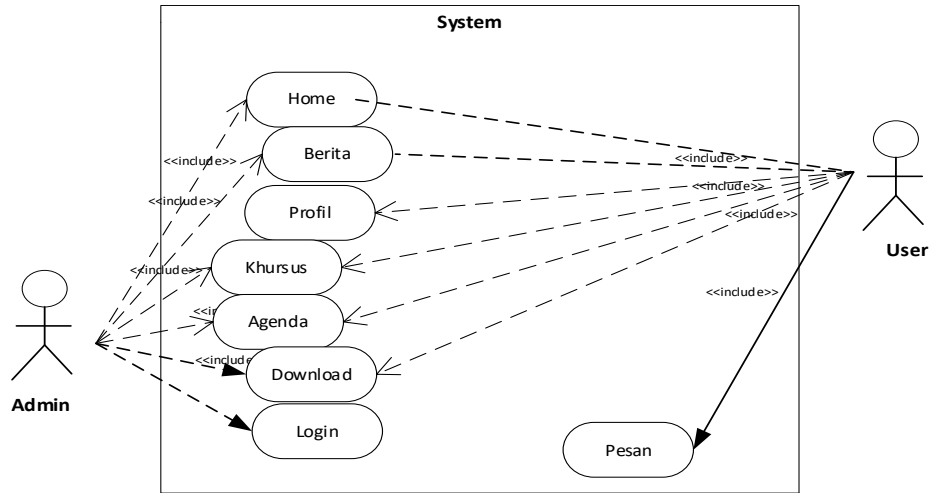 System
Home
<<include>>
Berita
<<include>>
<<include>>
Profil
<<include>>
<<include>>
User
Khursus
<<include>>
<<include>>
<<in
Agenda
<<include
Download
Admin
Login
Pesan